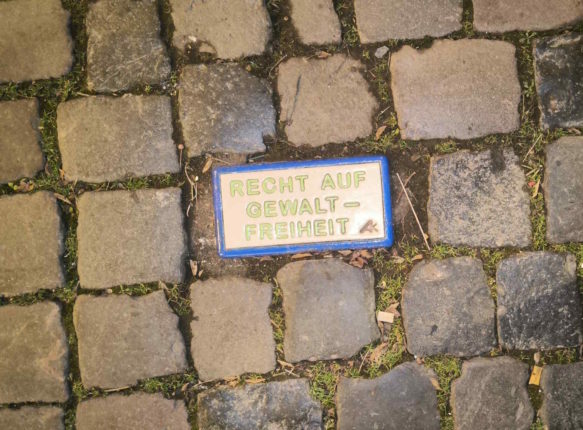 RECHT AUF
GEWALT-
FREIHEIT